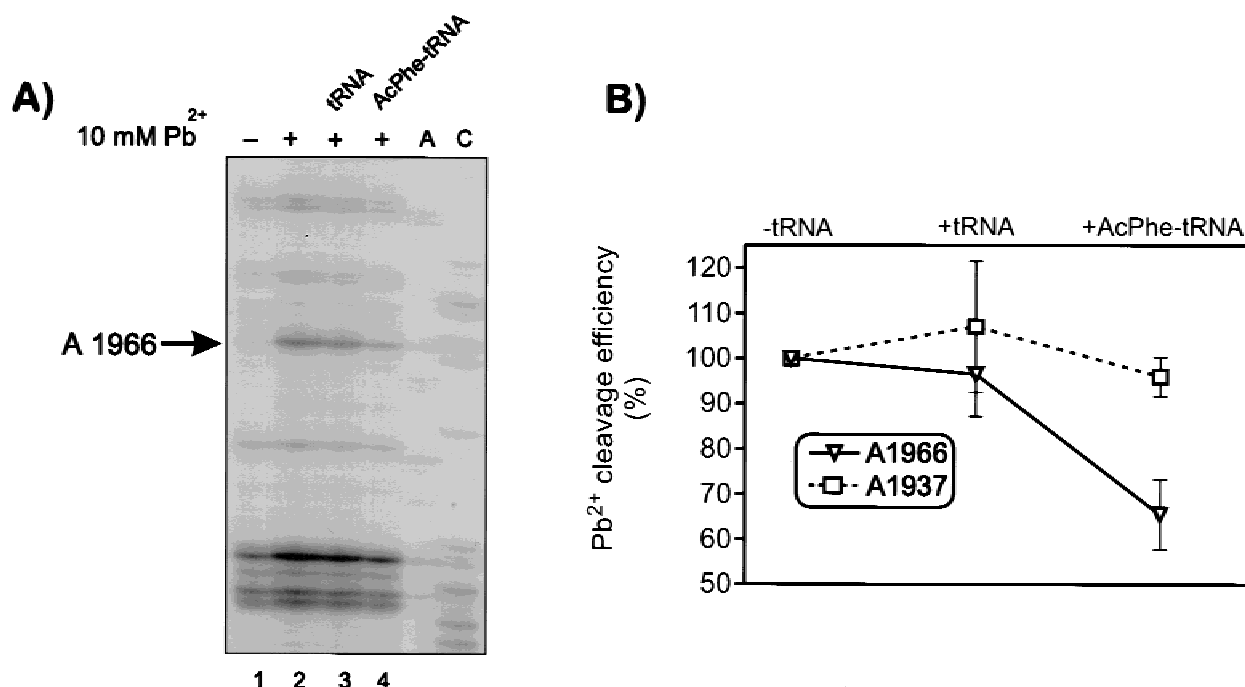 A)
tRNA
AcPhe-tRNA
10 mM Pb2+ – + + + A C
A 1966
1 2 3 4
B)
-tRNA +tRNA +AcPhe-tRNA
Pb2+ cleavage efficiency
(%)
120
110
100
90
80
70
60
50
A1966
A1937